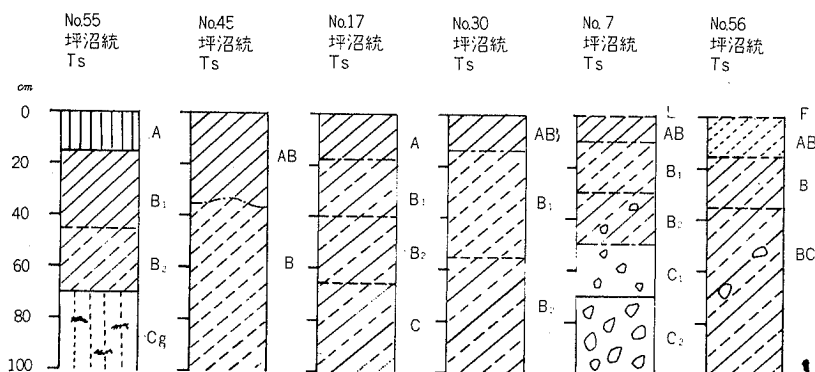 No.55 No.45 No.17 No.30 No.7 No.56
坪沼統 坪沼統 坪沼統 坪沼統 坪沼統 坪沼統
Ts Ts Ts Ts Ts Ts
cm
0 L F
A AB A AB AB AB
20 B₁ B
B₁ B₁ B₁
40 B₂
B₂ B B₂ C₁ BC
60
80 Cg C B₂ C₂
100